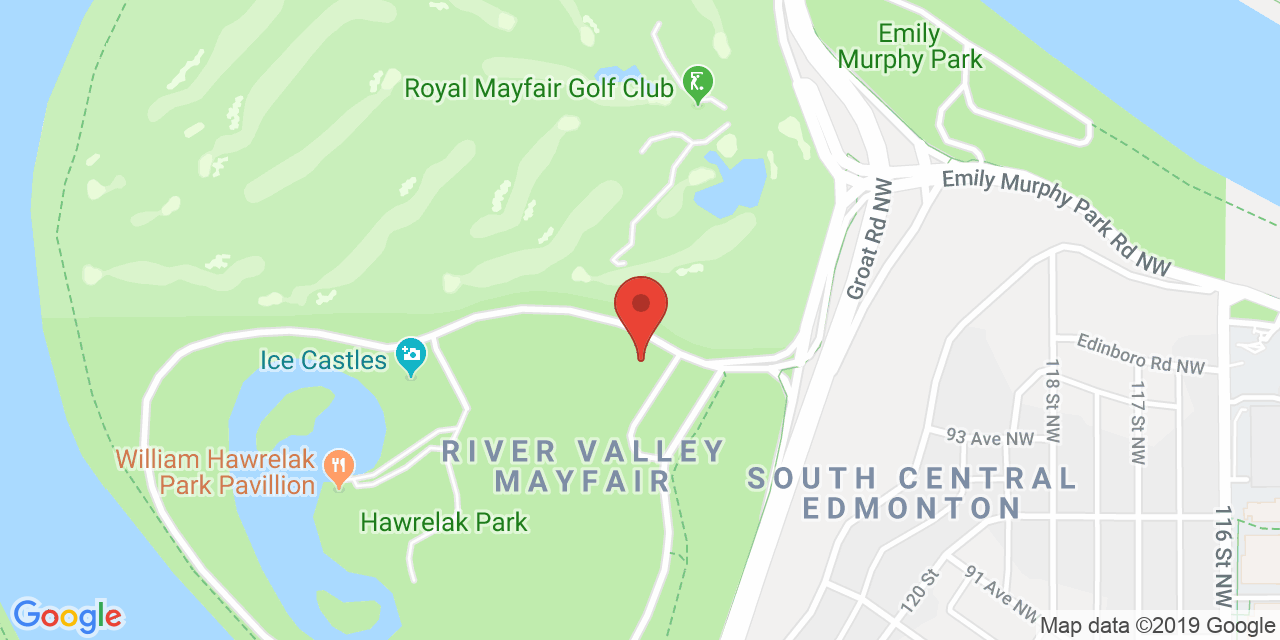 Emily
Murphy Park
Royal Mayfair Golf Club
Emily Murphy Park Rd NW
Groat Rd NW
Ice Castles
Edinboro Rd NW
118 St NW
117 St NW
93 Ave NW
William Hawrelak
Park Pavillion
RIVER VALLEY
MAYFAIR
SOUTH CENTRAL
EDMONTON
Hawrelak Park
116 St NW
120 St
91 Ave NW
Google
Map data ©2019 Google